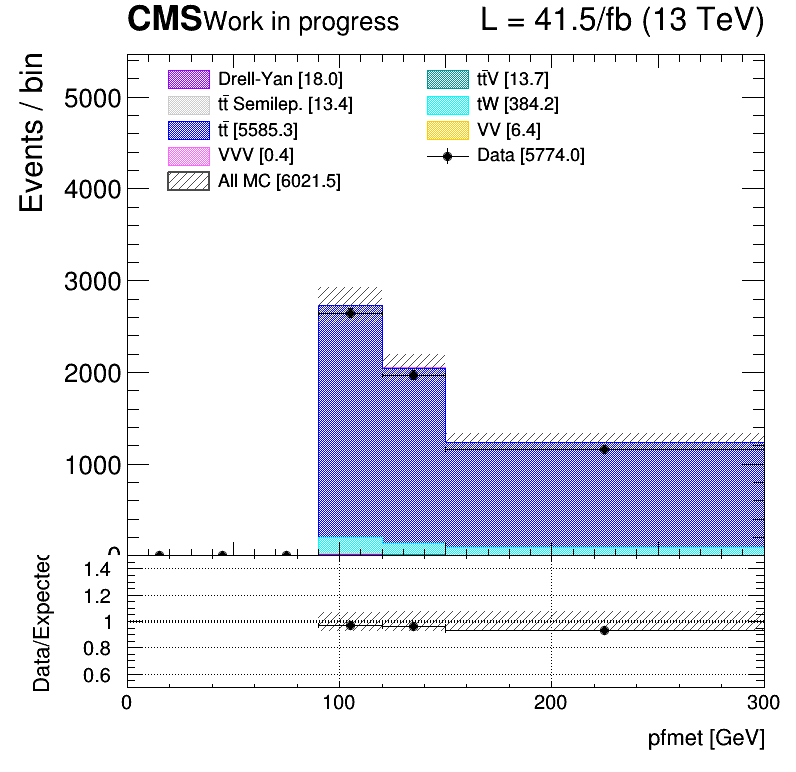 CMS Work in progress L = 41.5/fb (13 TeV)
Events / bin
Drell-Yan [18.0] tt̄V [13.7]
tt̄ Semilep. [13.4] tW [384.2]
tt̄ [5585.3] VV [6.4]
VVV [0.4] Data [5774.0]
All MC [6021.5]
5000
4000
3000
2000
1000
0
Data/Expected
1.4
1.2
1
0.8
0.6
0 100 200 300
pfmet [GeV]